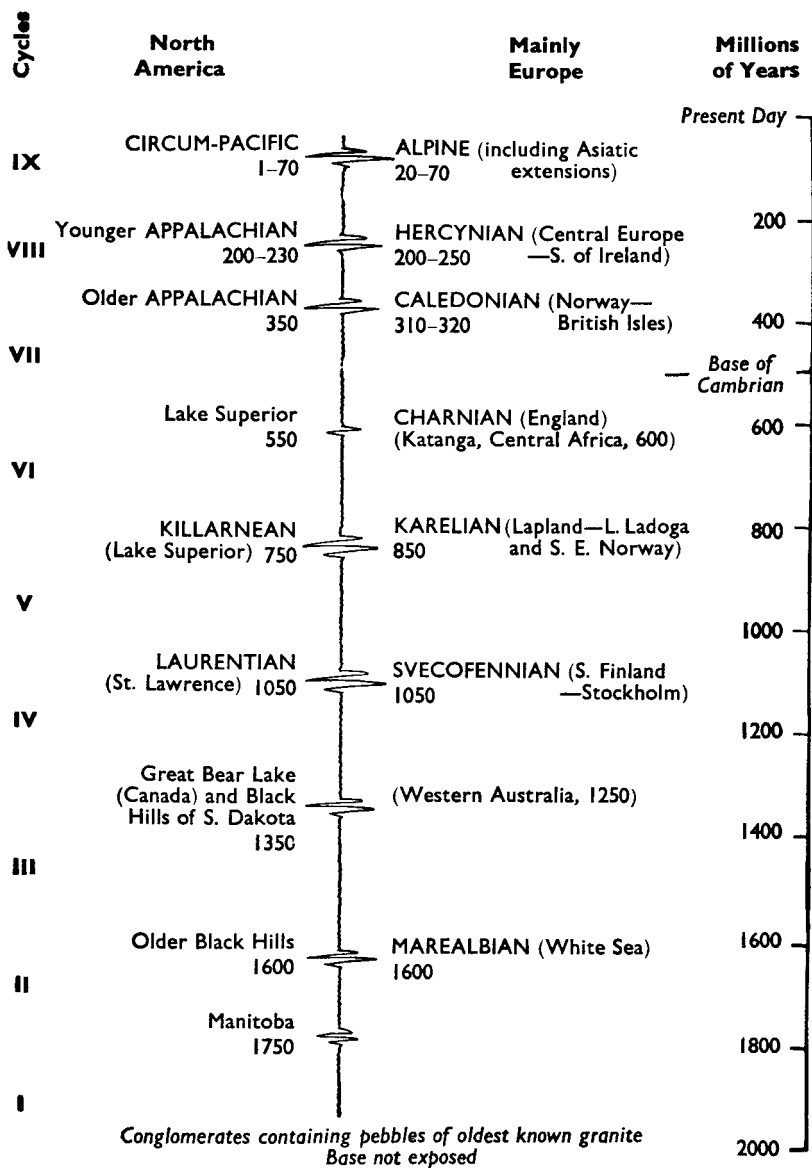 Cycles
North
America
Mainly
Europe
Millions
of Years
Present Day
IX
CIRCUM-PACIFIC
1–70
ALPINE (including Asiatic
20–70 extensions)
200
VIII
Younger APPALACHIAN
200–230
HERCYNIAN (Central Europe
200–250 —S. of Ireland)
Older APPALACHIAN
350
CALEDONIAN (Norway—
310–320 British Isles)
400
VII
Base of
Cambrian
Lake Superior
550
CHARNIAN (England)
(Katanga, Central Africa, 600)
600
VI
KILLARNEAN
(Lake Superior) 750
KARELIAN (Lapland—L. Ladoga
850 and S. E. Norway)
800
V
1000
LAURENTIAN
(St. Lawrence) 1050
SVECOFENNIAN (S. Finland
1050 —Stockholm)
IV
1200
Great Bear Lake
(Canada) and Black
Hills of S. Dakota
1350
(Western Australia, 1250)
1400
III
Older Black Hills
1600
MAREALBIAN (White Sea)
1600
1600
II
Manitoba
1750
1800
I
Conglomerates containing pebbles of oldest known granite
Base not exposed
2000